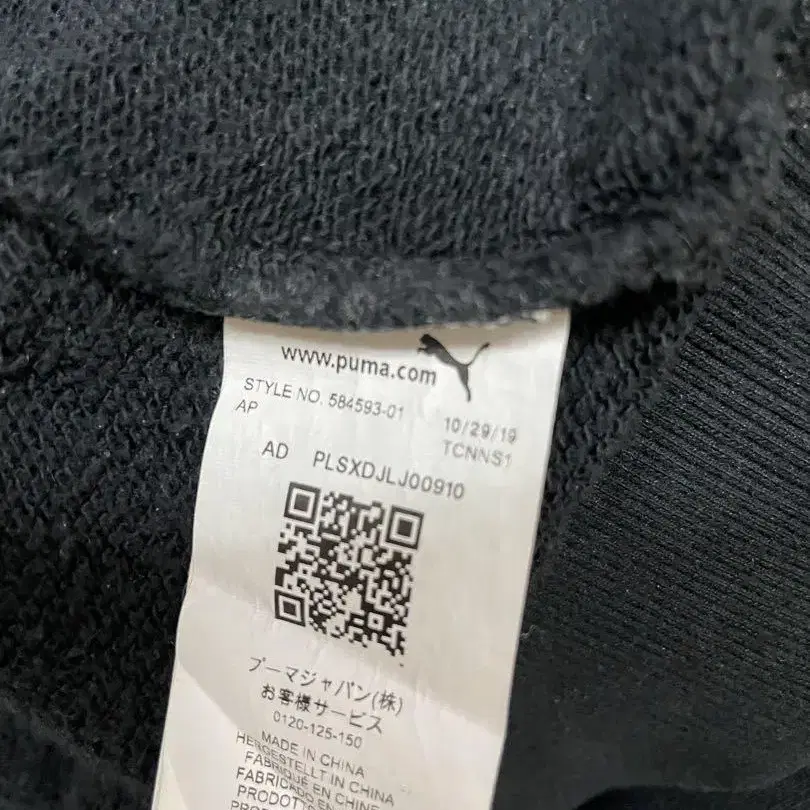 www.puma.com
STYLE NO. 584593-01
AP
10/29/19
TCNNS1
AD PLSXDJLJ00910
プーマジャパン(株)
お客様サービス
0120-125-150
MADE IN CHINA
HERGESTELLT IN CHINA
FABRIQUÉ EN CHINE
FABRICADO EN